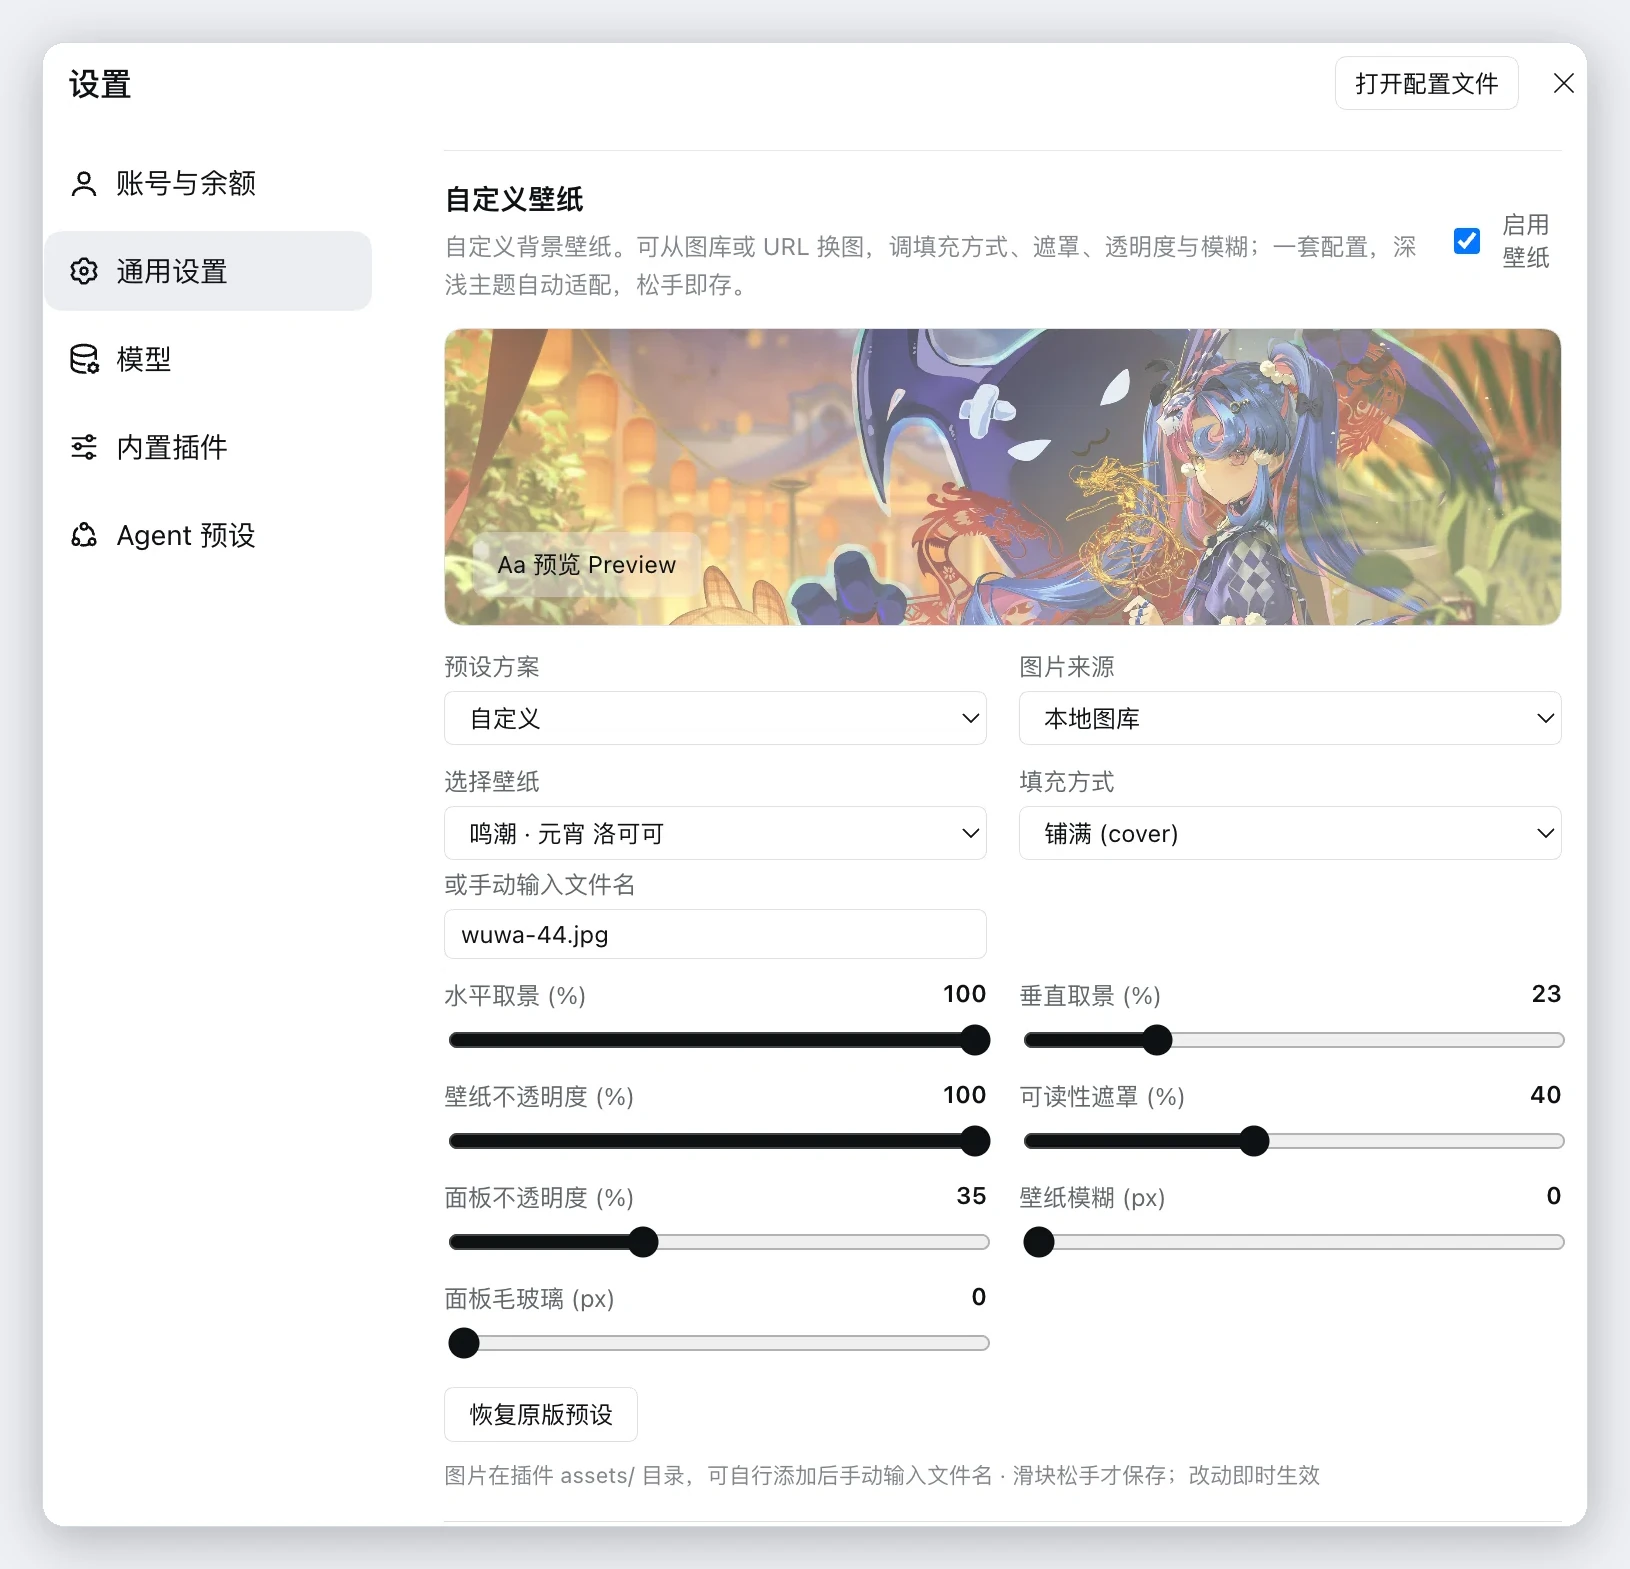 设置
打开配置文件
账号与余额
通用设置
模型
内置插件
Agent 预设
自定义壁纸
自定义背景壁纸。可从图库或 URL 换图，调填充方式、遮罩、透明度与模糊；一套配置，深
浅主题自动适配，松手即存。
启用
壁纸
Aa 预览 Preview
预设方案
图片来源
自定义
本地图库
选择壁纸
填充方式
鸣潮 · 元宵 洛可可
铺满 (cover)
或手动输入文件名
wuwa-44.jpg
水平取景 (%)
100
垂直取景 (%)
23
壁纸不透明度 (%)
100
可读性遮罩 (%)
40
面板不透明度 (%)
35
壁纸模糊 (px)
0
面板毛玻璃 (px)
0
恢复原版预设
图片在插件 assets/ 目录，可自行添加后手动输入文件名 · 滑块松手才保存；改动即时生效